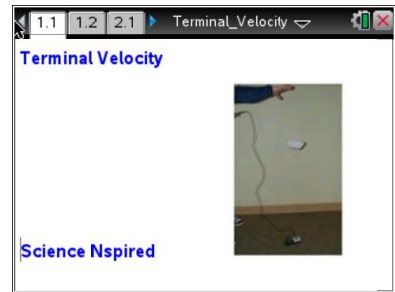 1.1 1.2 2.1 Terminal_Velocity
Terminal Velocity
Science Nspired